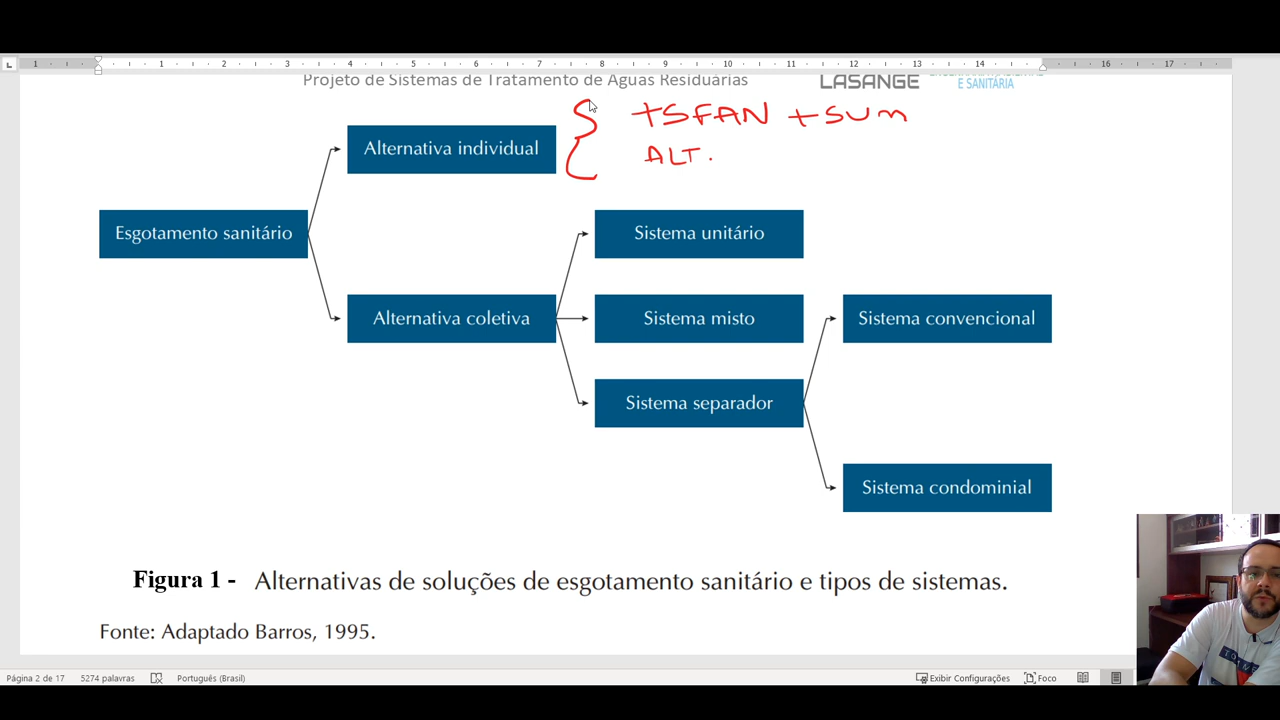 Projeto de Sistemas de Tratamento de Águas Residuárias
LASANGE
E SANITÁRIA
+SFAN +SUM
ALT.
Alternativa individual
Esgotamento sanitário
Sistema unitário
Alternativa coletiva
Sistema misto
Sistema convencional
Sistema separador
Sistema condominial
Figura 1 - Alternativas de soluções de esgotamento sanitário e tipos de sistemas.
Fonte: Adaptado Barros, 1995.
Página 2 de 17 5274 palavras Português (Brasil) Exibir Configurações Foco
1 1 2 3 4 5 6 7 8 9 10 11 12 13 14 15 16 17